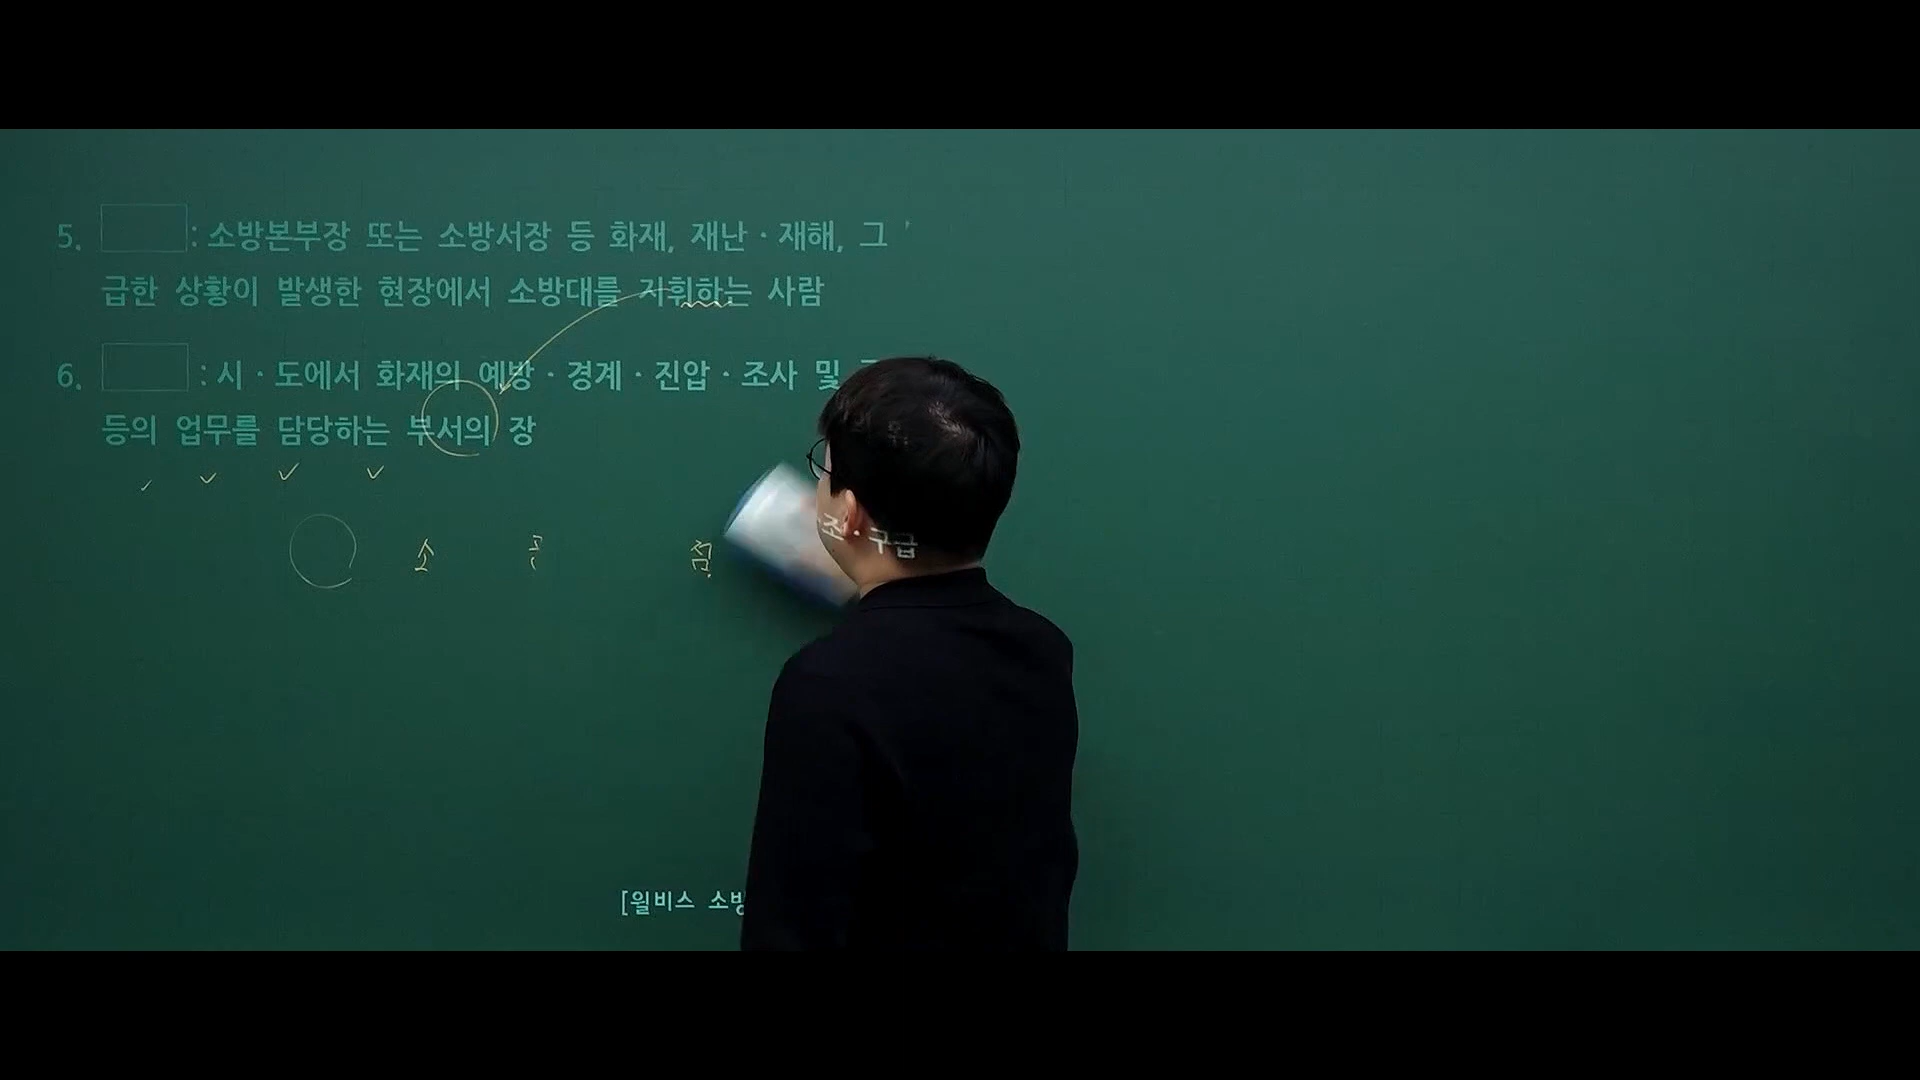 5. : 소방본부장 또는 소방서장 등 화재, 재난 · 재해, 그
급한 상황이 발생한 현장에서 소방대를 지휘하는 사람
6. : 시 · 도에서 화재의 예방 · 경계 · 진압 · 조사 및
등의 업무를 담당하는 부서의 장
소
조 · 구급
[윌비스 소방